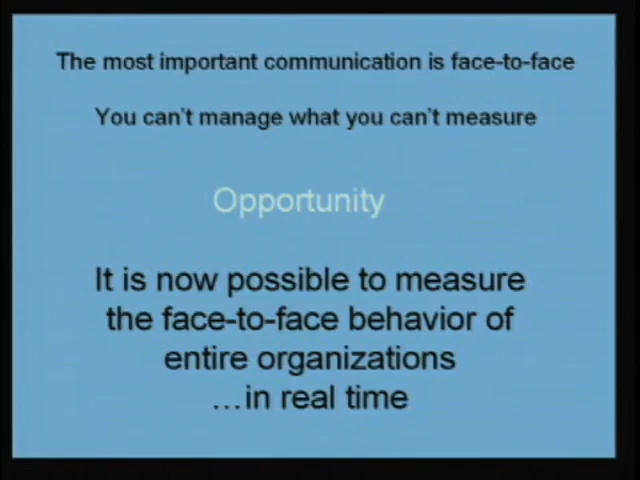 The most important communication is face-to-face
You can't manage what you can't measure
Opportunity
It is now possible to measure
the face-to-face behavior of
entire organizations
...in real time